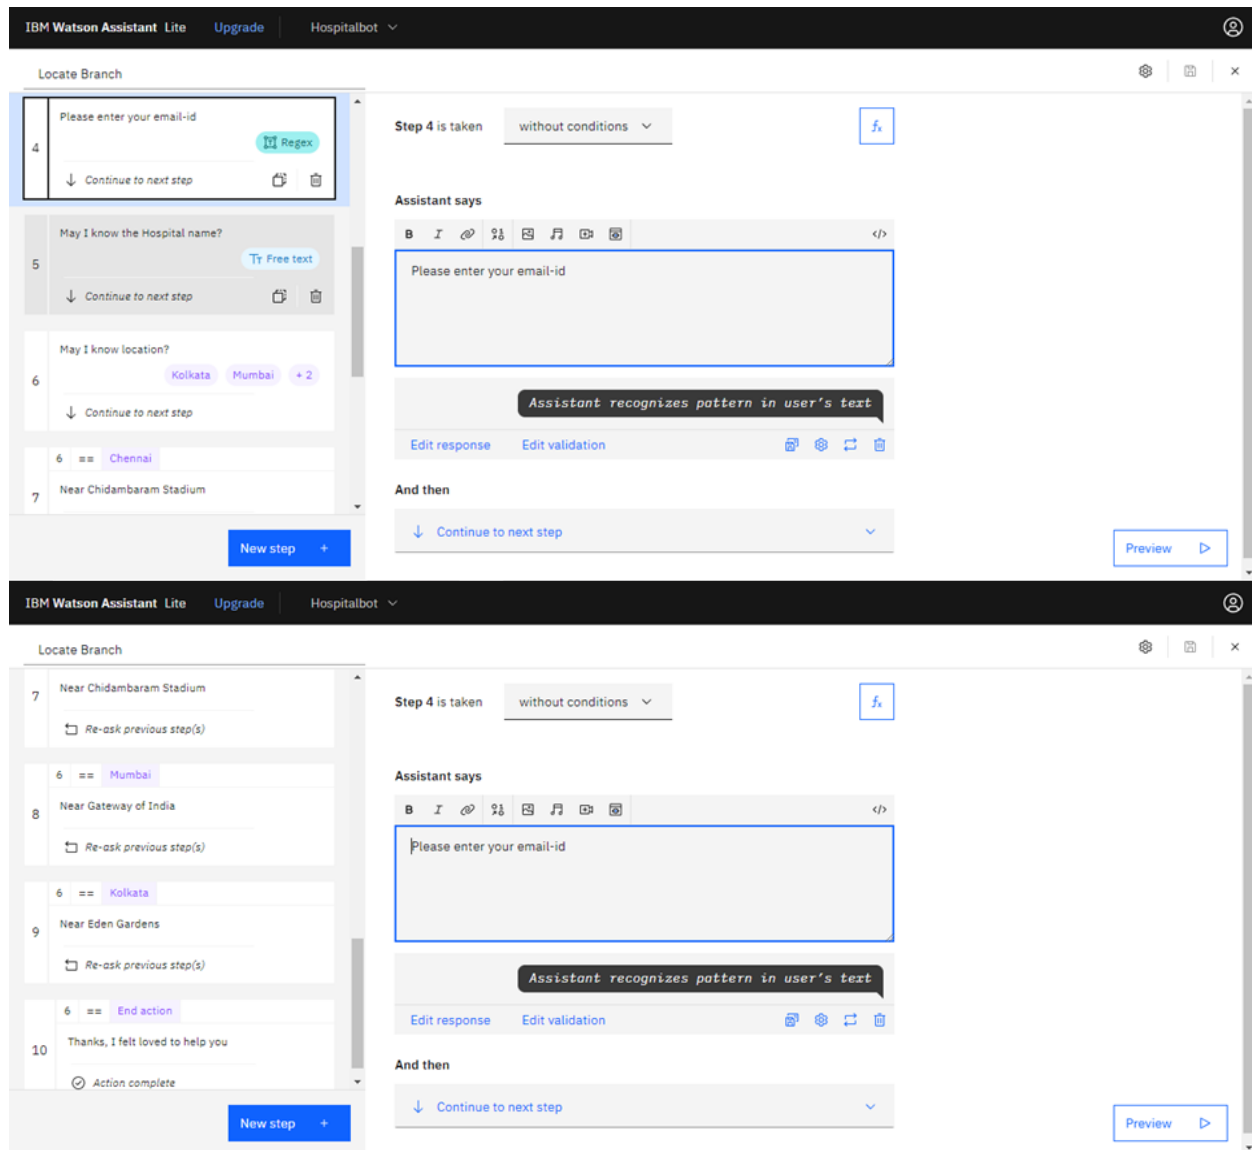 IBM Watson Assistant Lite Upgrade Hospitalbot
Locate Branch
Please enter your email-id
4
Regex
Continue to next step
May I know the Hospital name?
5
Tт Free text
Continue to next step
May I know location?
6
Kolkata Mumbai + 2
Continue to next step
6 == Chennai
7
Near Chidambaram Stadium
New step +
Step 4 is taken without conditions
fx
Assistant says
B I </>
Please enter your email-id
Assistant recognizes pattern in user's text
Edit response Edit validation
And then
Continue to next step
Preview
IBM Watson Assistant Lite Upgrade Hospitalbot
Locate Branch
7
Near Chidambaram Stadium
Re-ask previous step(s)
6 == Mumbai
8
Near Gateway of India
Re-ask previous step(s)
6 == Kolkata
9
Near Eden Gardens
Re-ask previous step(s)
6 == End action
10
Thanks, I felt loved to help you
Action complete
New step +
Step 4 is taken without conditions
fx
Assistant says
B I </>
Please enter your email-id
Assistant recognizes pattern in user's text
Edit response Edit validation
And then
Continue to next step
Preview